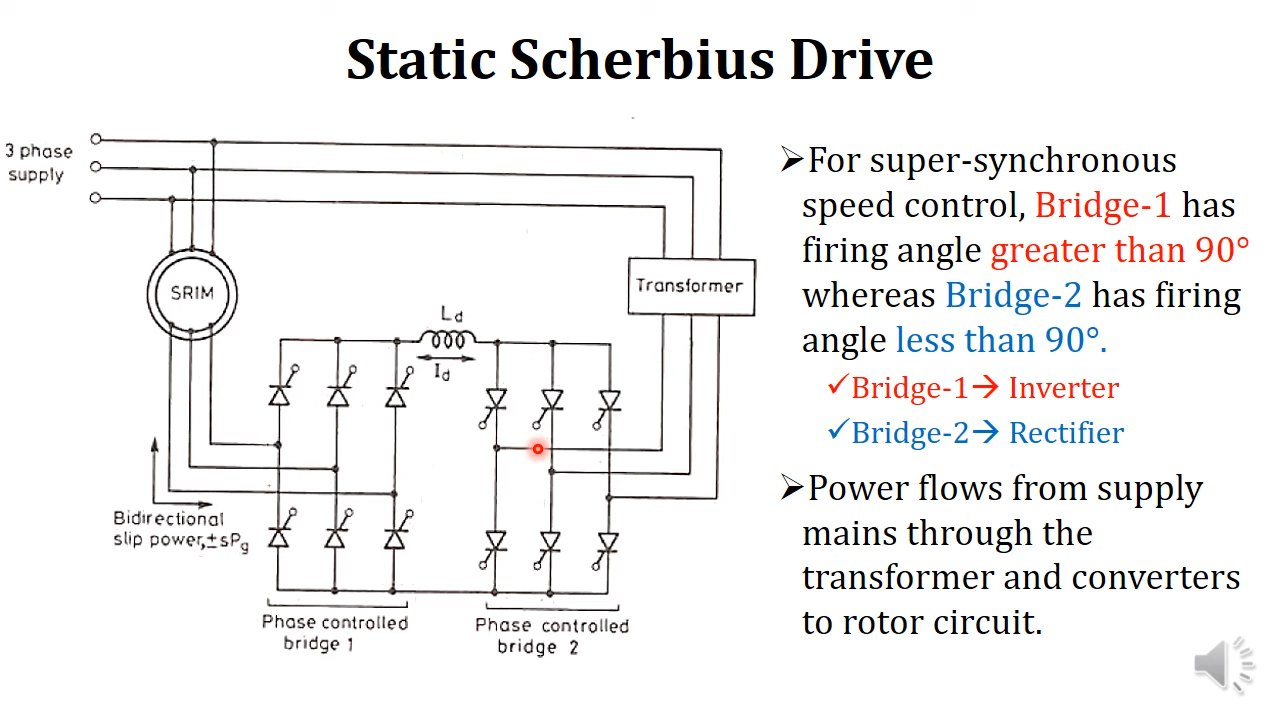 Static Scherbius Drive
3 phase
supply
SRIM
Transformer
Ld
Id
Bidirectional
slip power,±sPg
Phase controlled
bridge 1
Phase controlled
bridge 2
➢For super-synchronous
speed control, Bridge-1 has
firing angle greater than 90°
whereas Bridge-2 has firing
angle less than 90°.
✓Bridge-1→ Inverter
✓Bridge-2→ Rectifier
➢Power flows from supply
mains through the
transformer and converters
to rotor circuit.